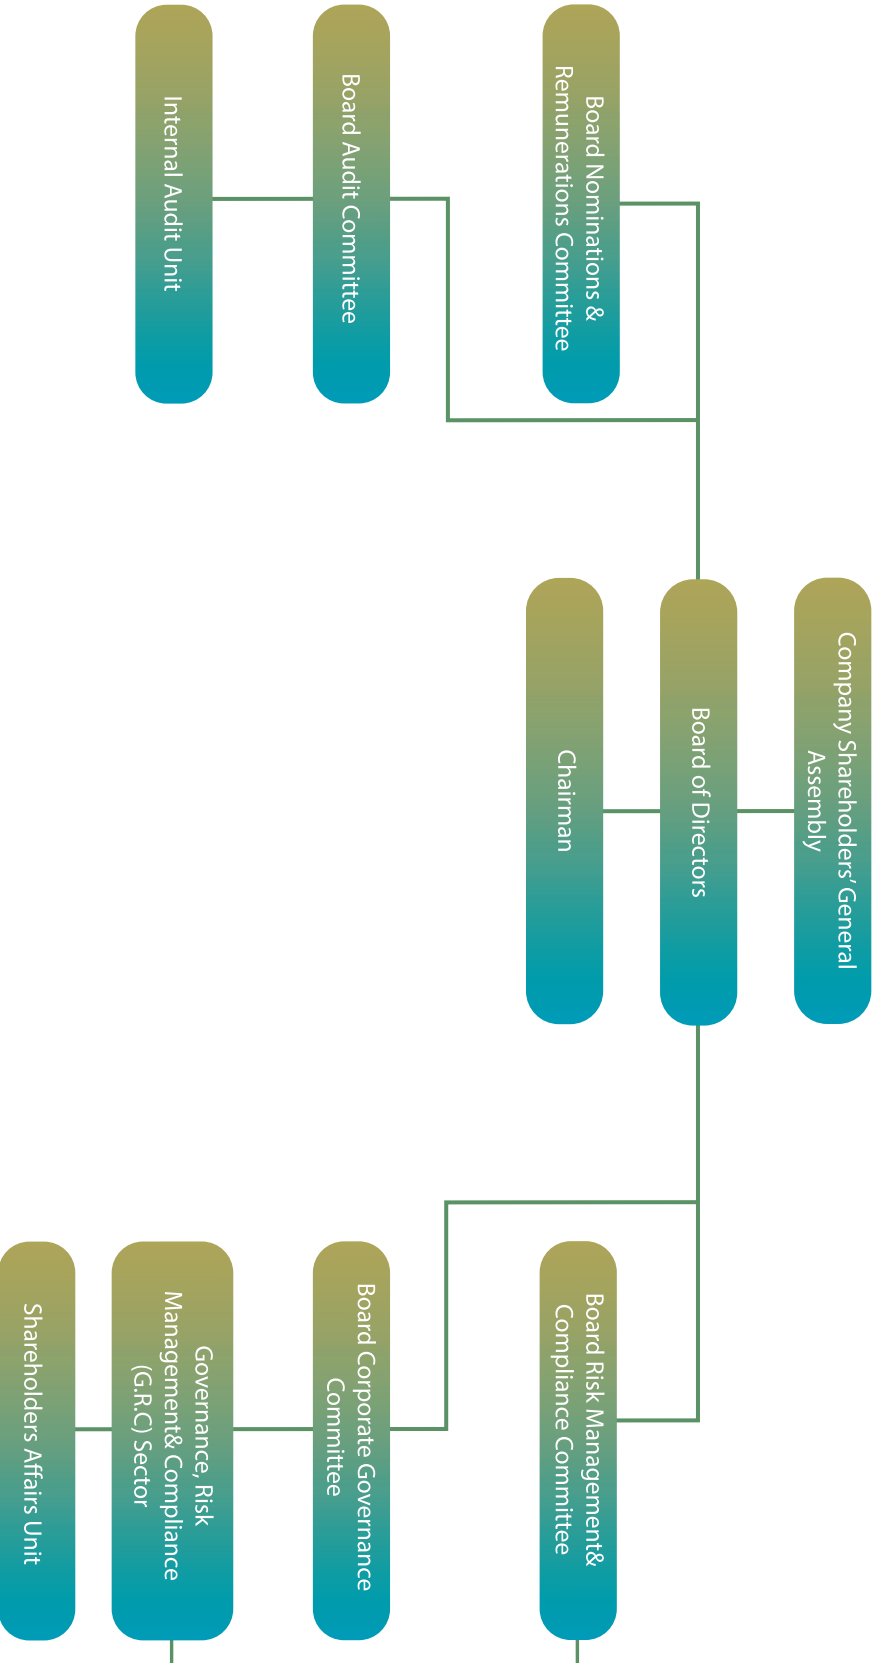 Company Shareholders’ General
Assembly
Board of Directors
Chairman
Board Nominations &
Remunerations Committee
Board Audit Committee
Internal Audit Unit
Board Risk Management&
Compliance Committee
Board Corporate Governance
Committee
Governance, Risk
Management& Compliance
(G.R.C) Sector
Shareholders Affairs Unit